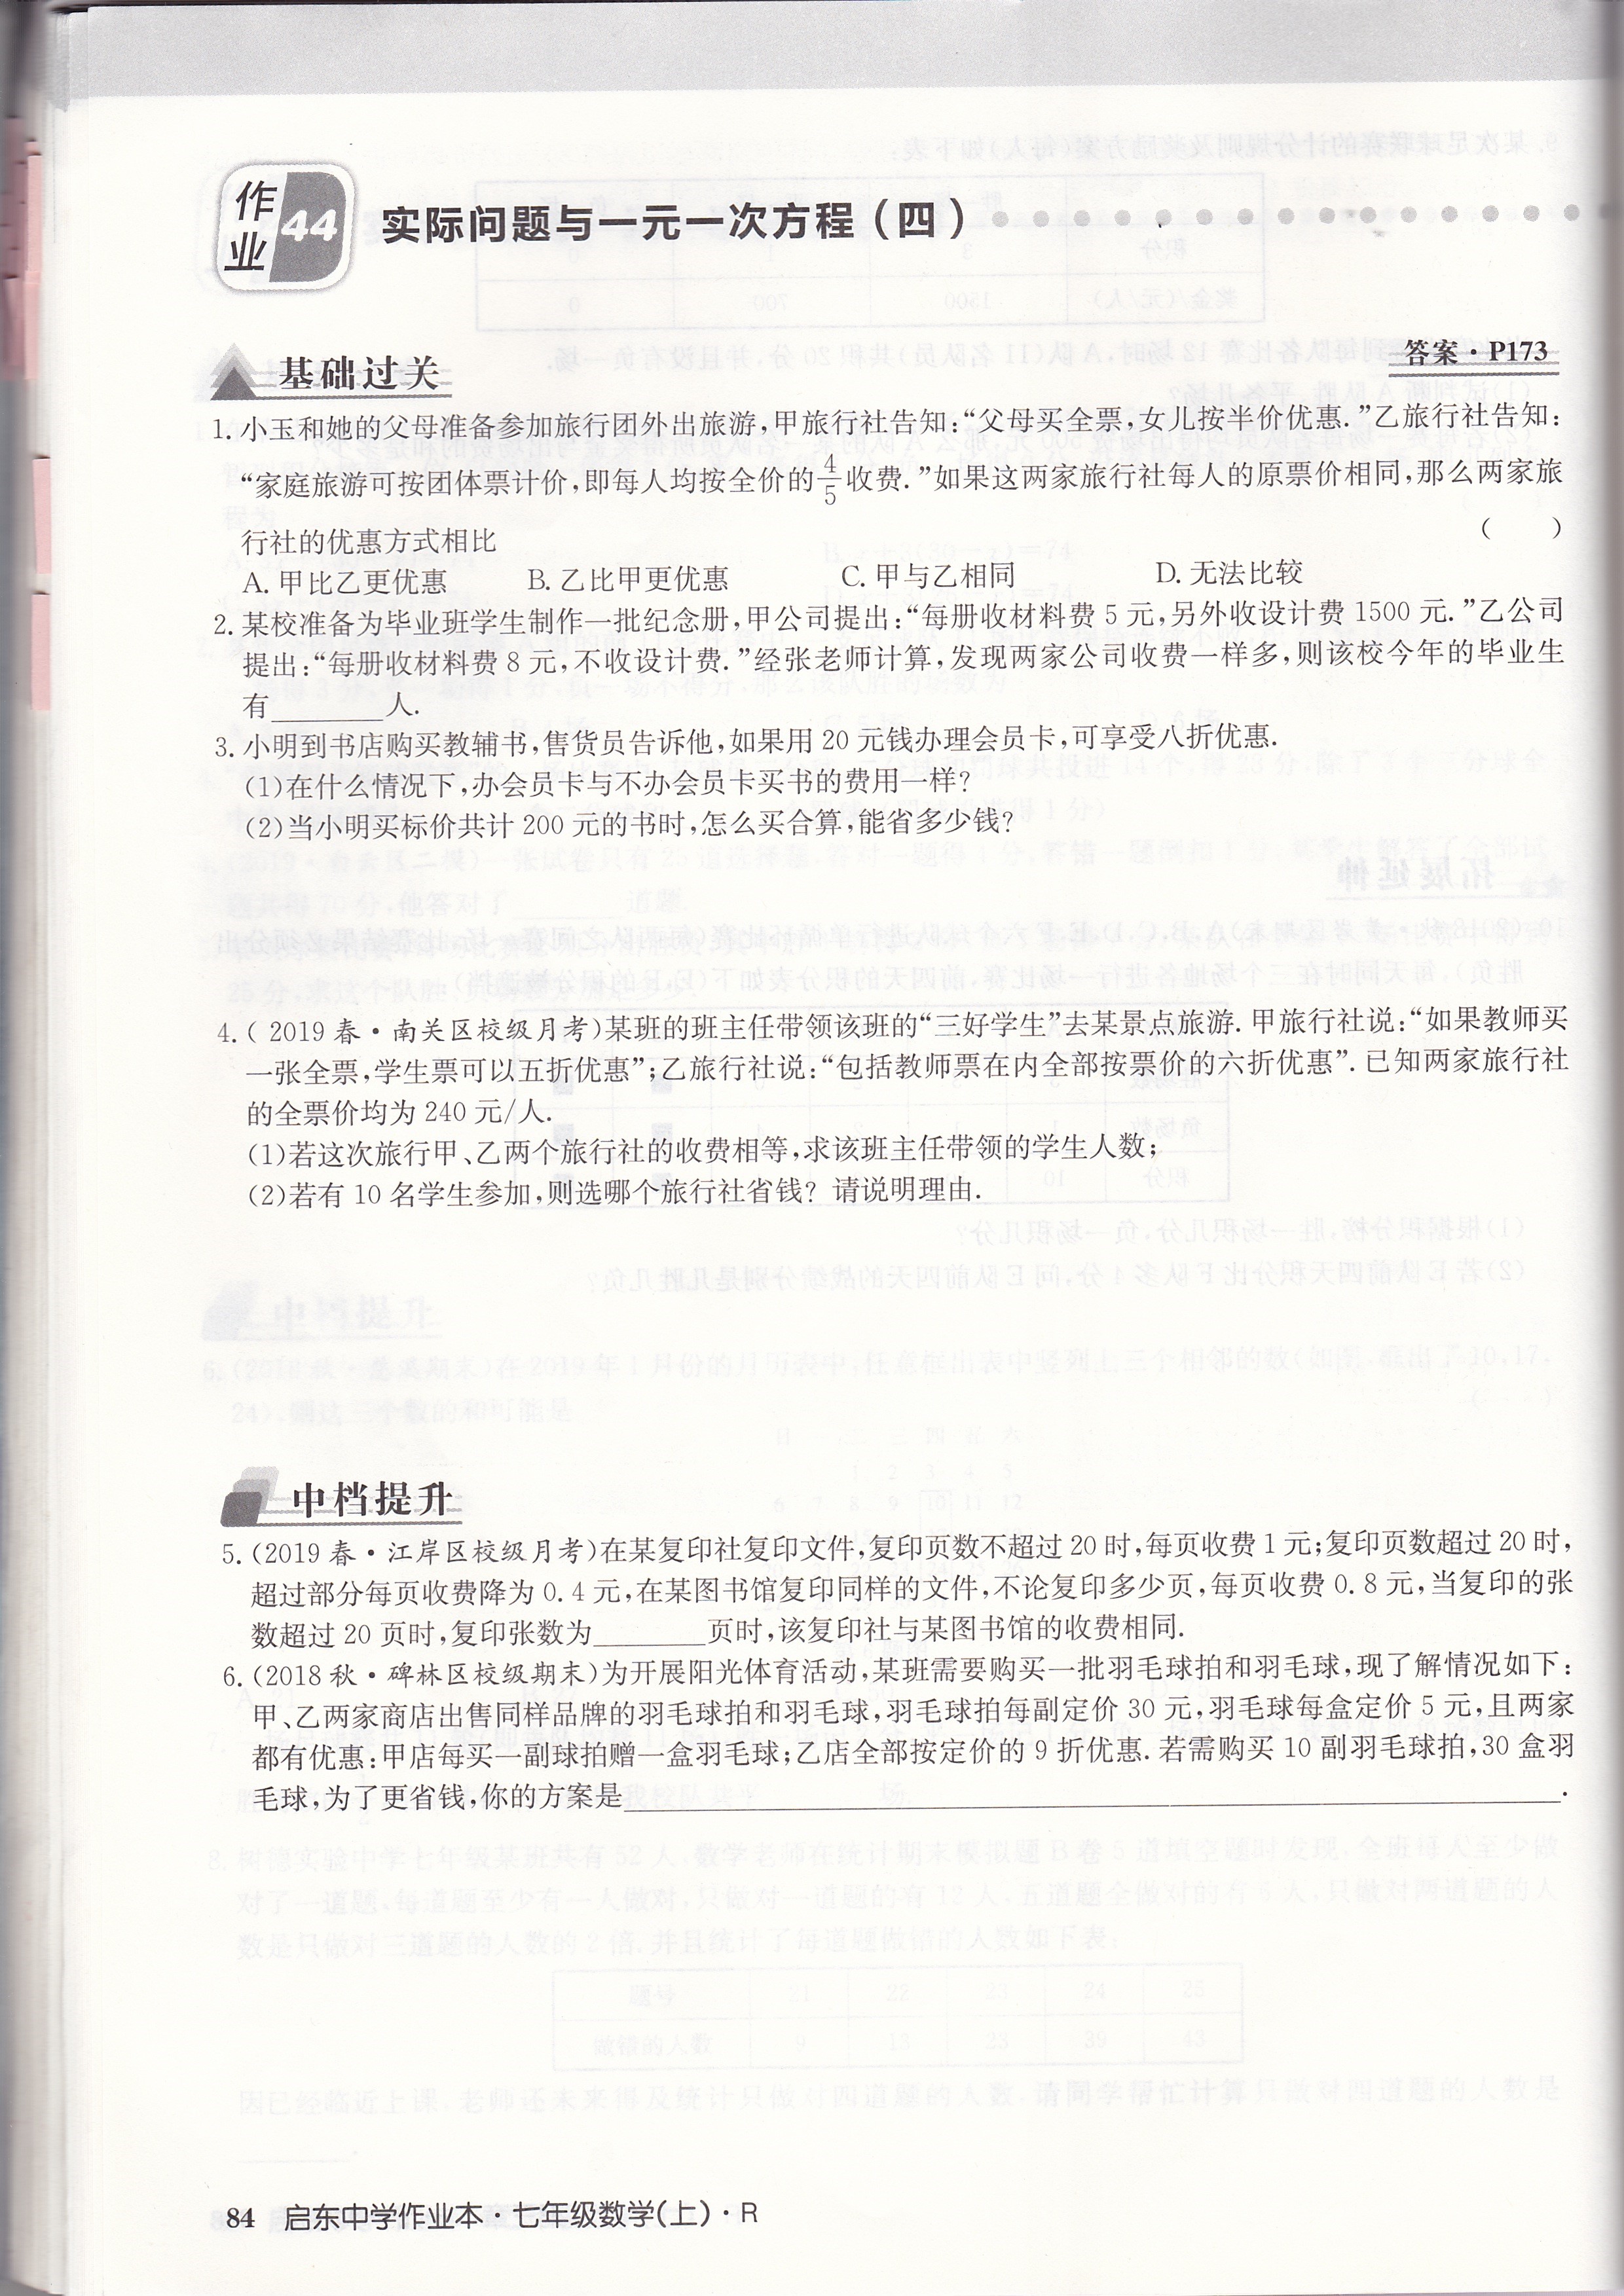 作业 44 实际问题与一元一次方程（四）
基础过关
答案·P173
1. 小玉和她的父母准备参加旅行团外出旅游,甲旅行社告知:“父母买全票,女儿按半价优惠.”乙旅行社告知:
“家庭旅游可按团体票计价,即每人均按全价的4/5收费.”如果这两家旅行社每人的原票价相同,那么两家旅
行社的优惠方式相比 （　　）
A. 甲比乙更优惠 B. 乙比甲更优惠 C. 甲与乙相同 D. 无法比较
2. 某校准备为毕业班学生制作一批纪念册,甲公司提出:“每册收材料费 5 元,另外收设计费 1500 元.”乙公司
提出:“每册收材料费 8 元,不收设计费.”经张老师计算,发现两家公司收费一样多,则该校今年的毕业生
有________人.
3. 小明到书店购买教辅书,售货员告诉他,如果用 20 元钱办理会员卡,可享受八折优惠.
(1)在什么情况下,办会员卡与不办会员卡买书的费用一样?
(2)当小明买标价共计 200 元的书时,怎么买合算,能省多少钱?
4. ( 2019 春·南关区校级月考)某班的班主任带领该班的“三好学生”去某景点旅游. 甲旅行社说:“如果教师买
一张全票,学生票可以五折优惠”;乙旅行社说:“包括教师票在内全部按票价的六折优惠”. 已知两家旅行社
的全票价均为 240 元/人.
(1)若这次旅行甲、乙两个旅行社的收费相等,求该班主任带领的学生人数;
(2)若有 10 名学生参加,则选哪个旅行社省钱? 请说明理由.
中档提升
5. (2019 春·江岸区校级月考)在某复印社复印文件,复印页数不超过 20 时,每页收费 1 元;复印页数超过 20 时,
超过部分每页收费降为 0.4 元,在某图书馆复印同样的文件,不论复印多少页,每页收费 0.8 元,当复印的张
数超过 20 页时,复印张数为________页时,该复印社与某图书馆的收费相同.
6. (2018 秋·碑林区校级期末)为开展阳光体育活动,某班需要购买一批羽毛球拍和羽毛球,现了解情况如下:
甲、乙两家商店出售同样品牌的羽毛球拍和羽毛球,羽毛球拍每副定价 30 元,羽毛球每盒定价 5 元,且两家
都有优惠:甲店每买一副球拍赠一盒羽毛球;乙店全部按定价的 9 折优惠. 若需购买 10 副羽毛球拍,30 盒羽
毛球,为了更省钱,你的方案是________________.
84 启东中学作业本·七年级数学(上)·R